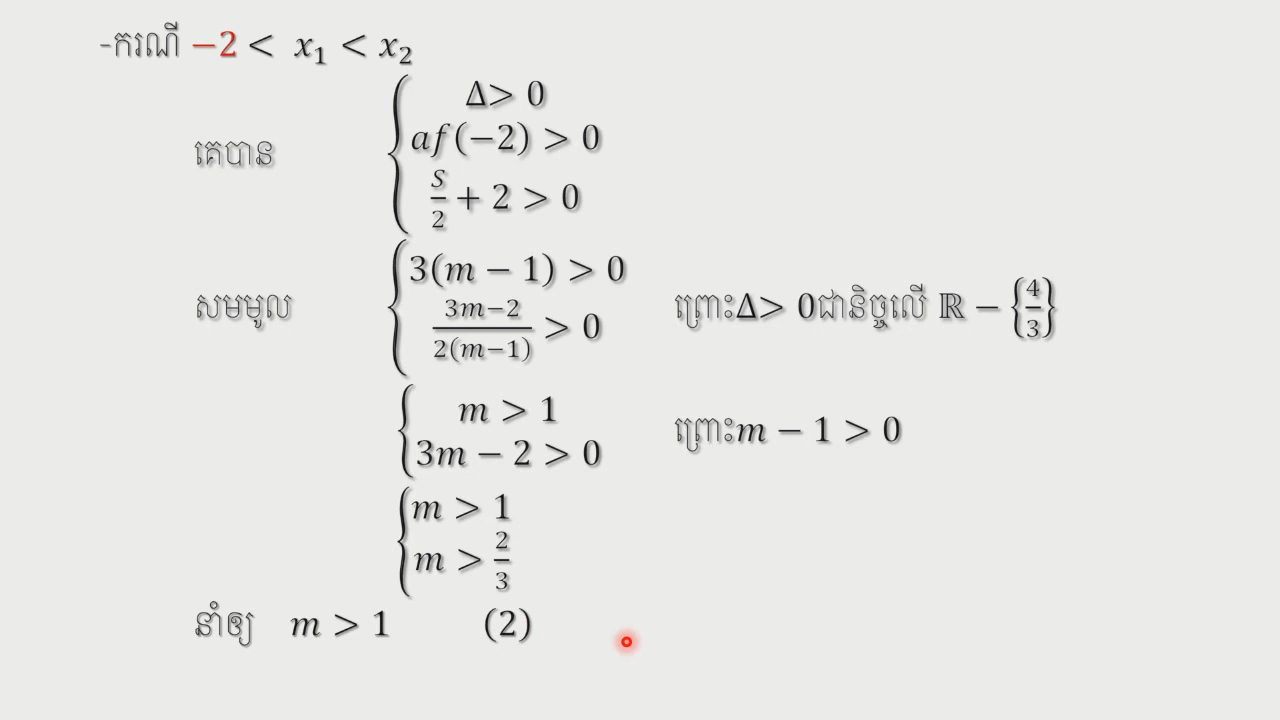 -ករណី −2 < x₁ < x₂
គេបាន { Δ> 0
af(−2) > 0
S/2 + 2 > 0
សមមូល { 3(m − 1) > 0
(3m−2)/(2(m−1)) > 0
ព្រោះΔ> 0ជានិច្ចលើ ℝ − {4/3}
{ m > 1
3m − 2 > 0
ព្រោះm − 1 > 0
{ m > 1
m > 2/3
នាំឲ្យ m > 1 (2)